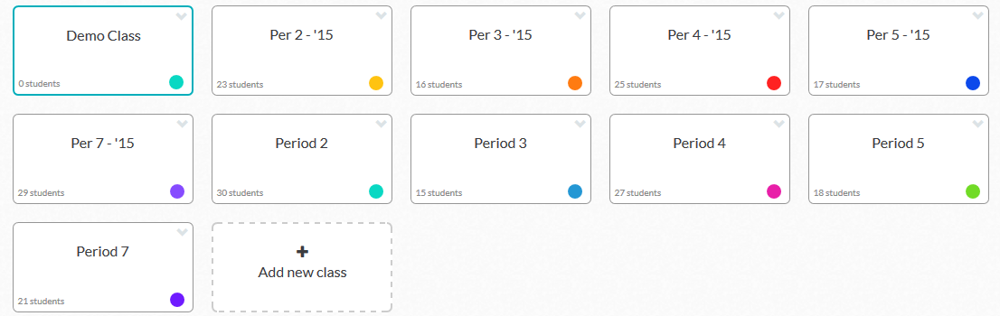 Demo Class
0 students
Per 2 - '15
23 students
Per 3 - '15
16 students
Per 4 - '15
25 students
Per 5 - '15
17 students
Per 7 - '15
29 students
Period 2
30 students
Period 3
15 students
Period 4
27 students
Period 5
18 students
Period 7
21 students
Add new class